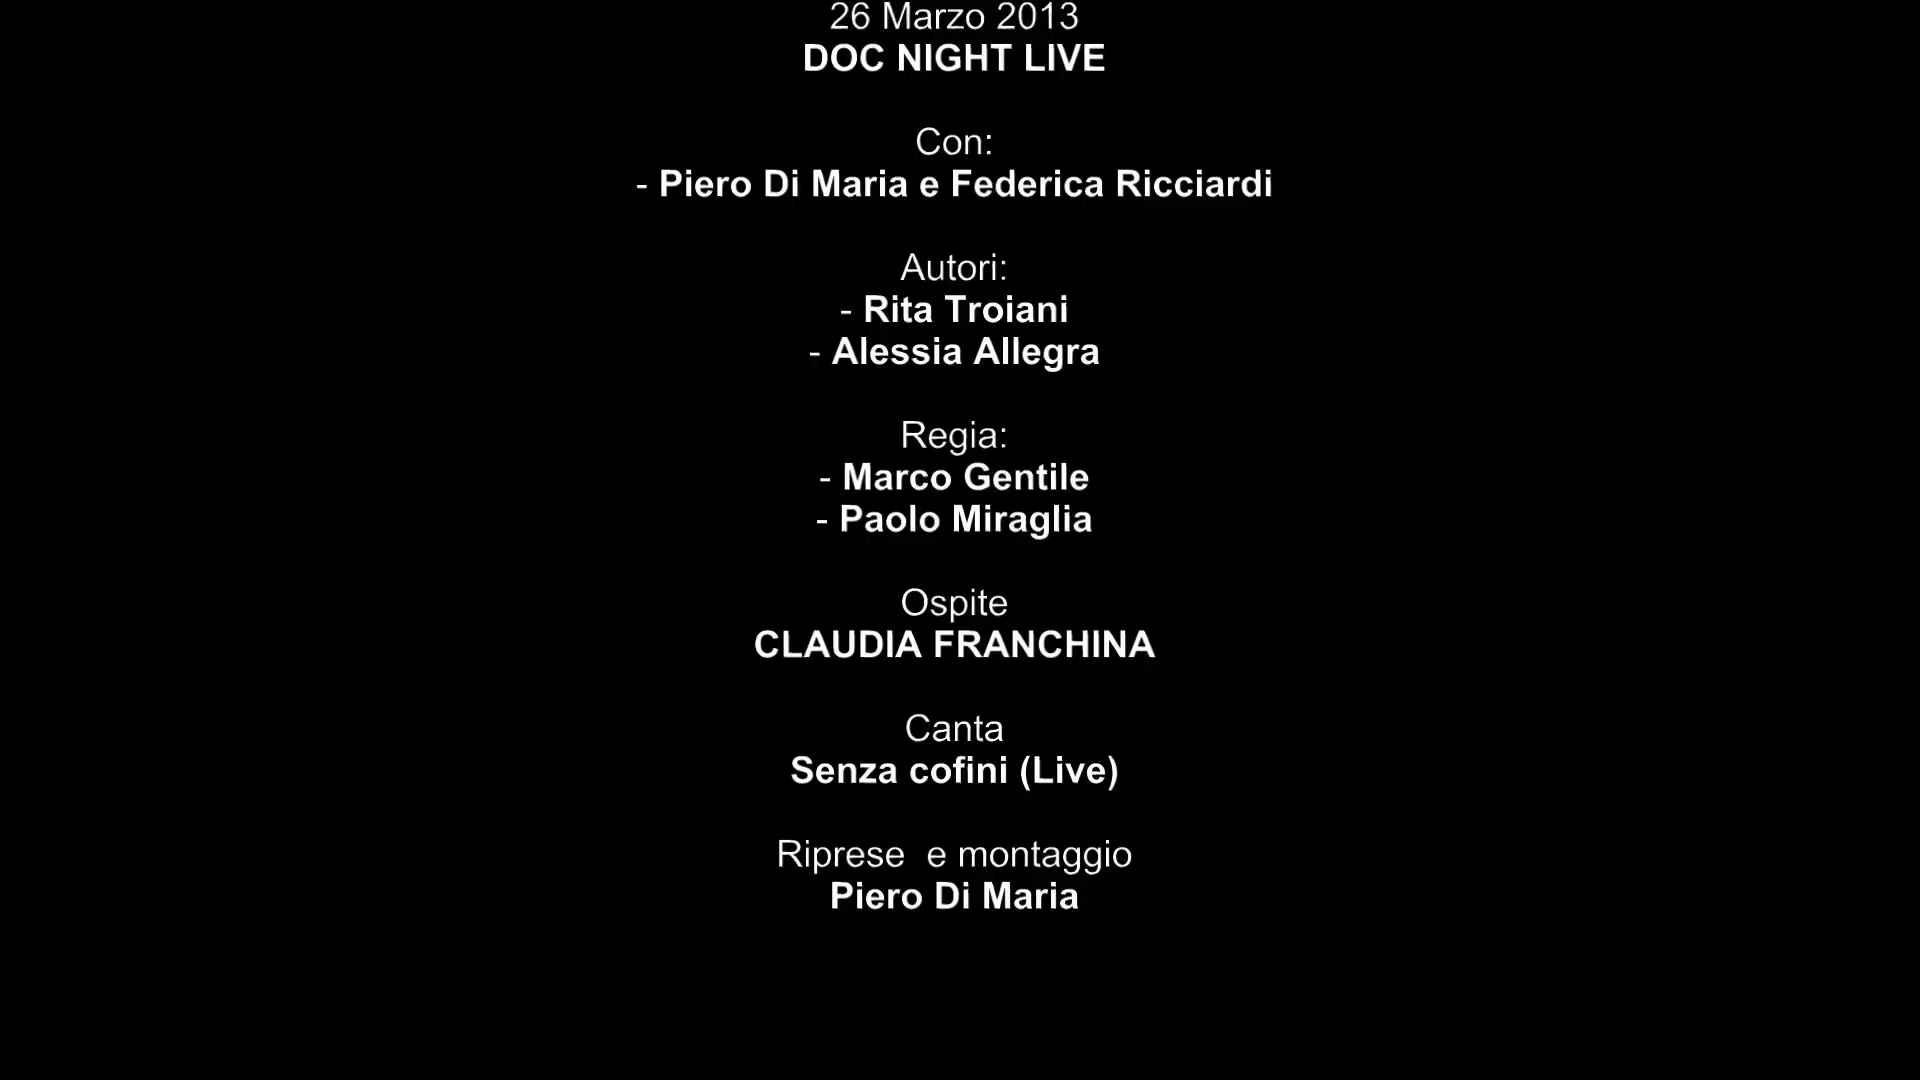 26 Marzo 2013
DOC NIGHT LIVE
Con:
- Piero Di Maria e Federica Ricciardi
Autori:
- Rita Troiani
- Alessia Allegra
Regia:
- Marco Gentile
- Paolo Miraglia
Ospite
CLAUDIA FRANCHINA
Canta
Senza cofini (Live)
Riprese  e montaggio
Piero Di Maria